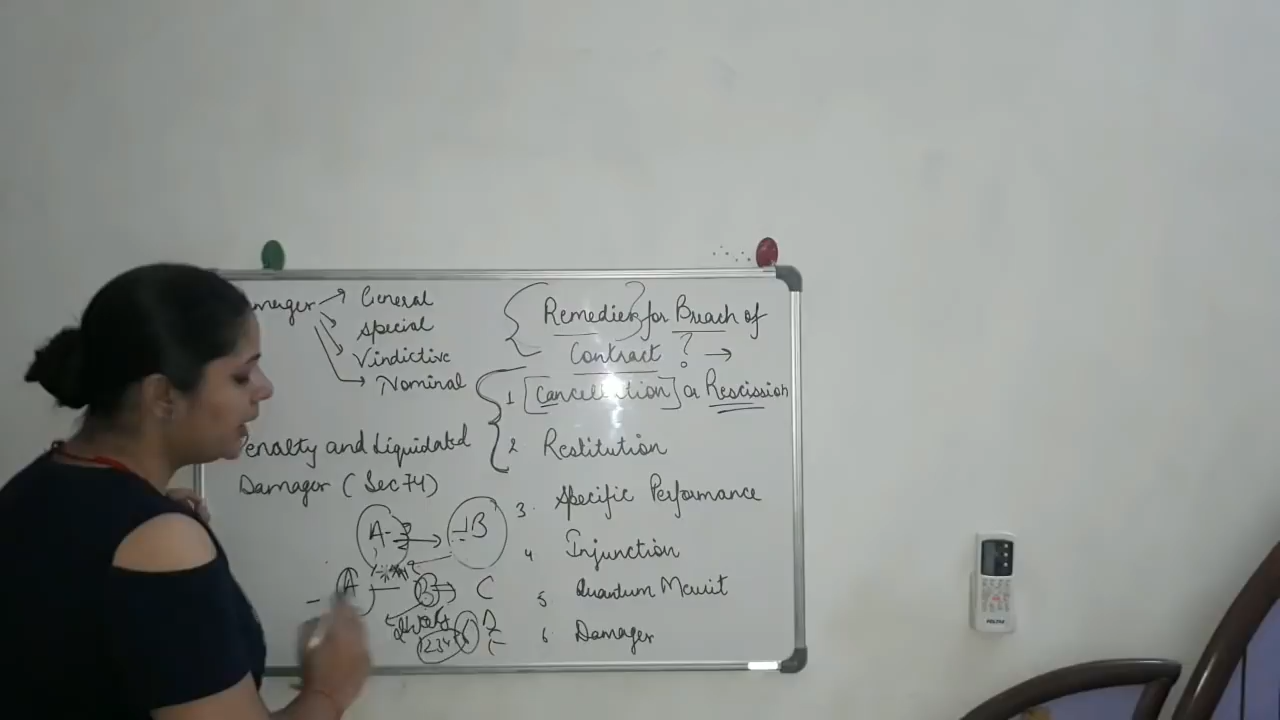 Damages → General
Special
Vindictive
Nominal
Penalty and Liquidated
Damages (Sec 74)
A → B
A B C
D
1234
Remedies for Breach of
Contract ? →
1 [Cancellation] or Rescission
2 Restitution
3. Specific Performance
4 Injunction
5 Quantum Meruit
6 Damages